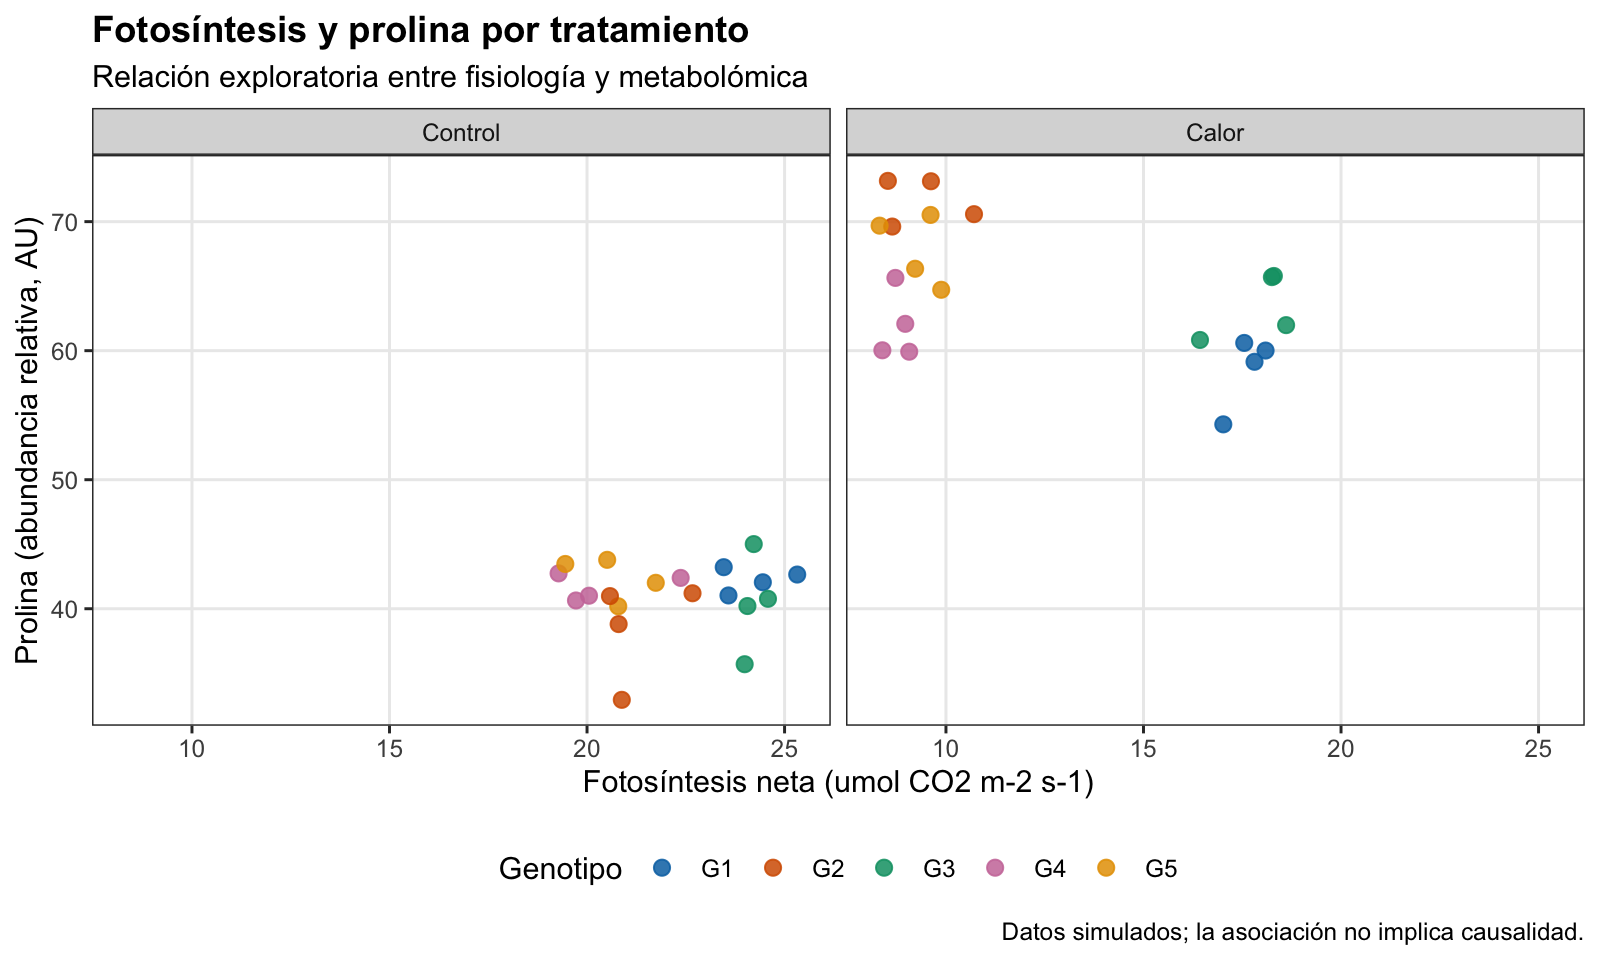 Fotosíntesis y prolina por tratamiento
Relación exploratoria entre fisiología y metabolómica
Control
Calor
Prolina (abundancia relativa, AU)
70
60
50
40
10 15 20 25
10 15 20 25
Fotosíntesis neta (umol CO2 m-2 s-1)
Genotipo G1 G2 G3 G4 G5
Datos simulados; la asociación no implica causalidad.